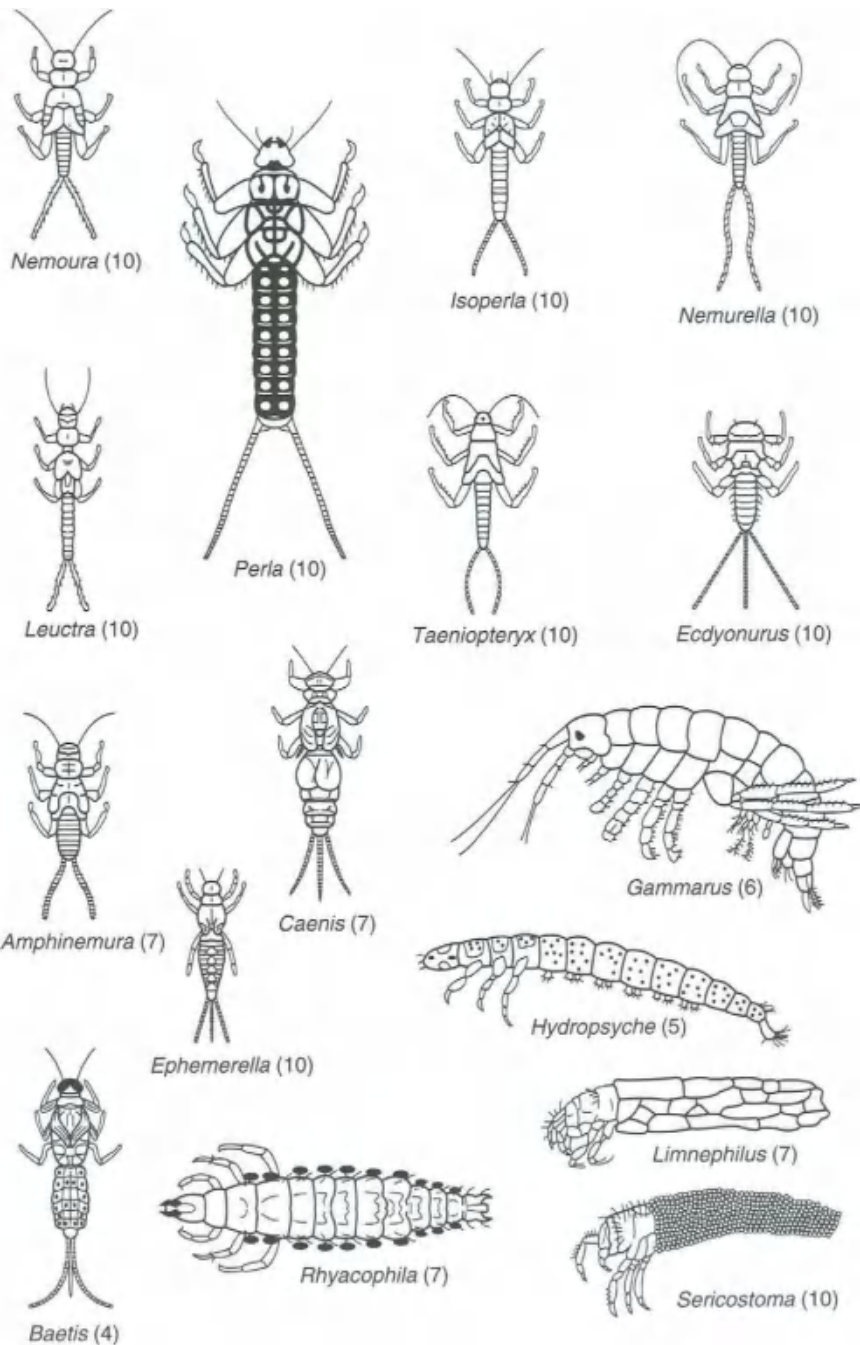 Nemoura (10)
Isoperla (10)
Nemurella (10)
Perla (10)
Leuctra (10)
Taeniopteryx (10)
Ecdyonurus (10)
Amphinemura (7)
Caenis (7)
Gammarus (6)
Ephemerella (10)
Hydropsyche (5)
Limnephilus (7)
Rhyacophila (7)
Sericostoma (10)
Baetis (4)